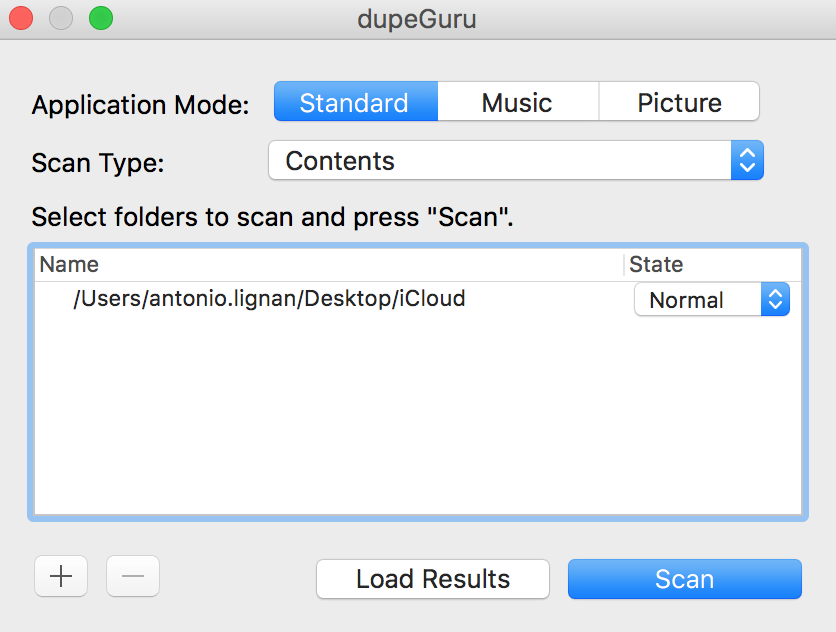 dupeGuru
Application Mode: Standard Music Picture
Scan Type: Contents
Select folders to scan and press "Scan".
Name State
/Users/antonio.lignan/Desktop/iCloud Normal
Load Results Scan